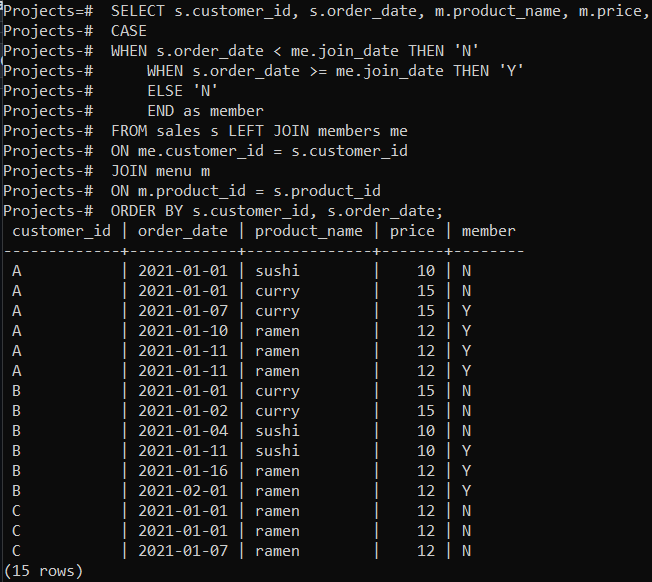 Projects=#  SELECT s.customer_id, s.order_date, m.product_name, m.price,
Projects-#  CASE
Projects-#  WHEN s.order_date < me.join_date THEN 'N'
Projects-#      WHEN s.order_date >= me.join_date THEN 'Y'
Projects-#      ELSE 'N'
Projects-#      END as member
Projects-#  FROM sales s LEFT JOIN members me
Projects-#  ON me.customer_id = s.customer_id
Projects-#  JOIN menu m
Projects-#  ON m.product_id = s.product_id
Projects-#  ORDER BY s.customer_id, s.order_date;
 customer_id | order_date | product_name | price | member
-------------+------------+--------------+-------+--------
 A           | 2021-01-01 | sushi        |    10 | N
 A           | 2021-01-01 | curry        |    15 | N
 A           | 2021-01-07 | curry        |    15 | Y
 A           | 2021-01-10 | ramen        |    12 | Y
 A           | 2021-01-11 | ramen        |    12 | Y
 A           | 2021-01-11 | ramen        |    12 | Y
 B           | 2021-01-01 | curry        |    15 | N
 B           | 2021-01-02 | curry        |    15 | N
 B           | 2021-01-04 | sushi        |    10 | N
 B           | 2021-01-11 | sushi        |    10 | Y
 B           | 2021-01-16 | ramen        |    12 | Y
 B           | 2021-02-01 | ramen        |    12 | Y
 C           | 2021-01-01 | ramen        |    12 | N
 C           | 2021-01-01 | ramen        |    12 | N
 C           | 2021-01-07 | ramen        |    12 | N
(15 rows)